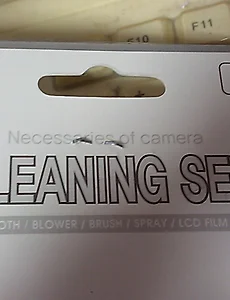 F10 F11
Necessaries of camera
LEANING SE
OTH / BLOWER / BRUSH / SPRAY / LCD FILM